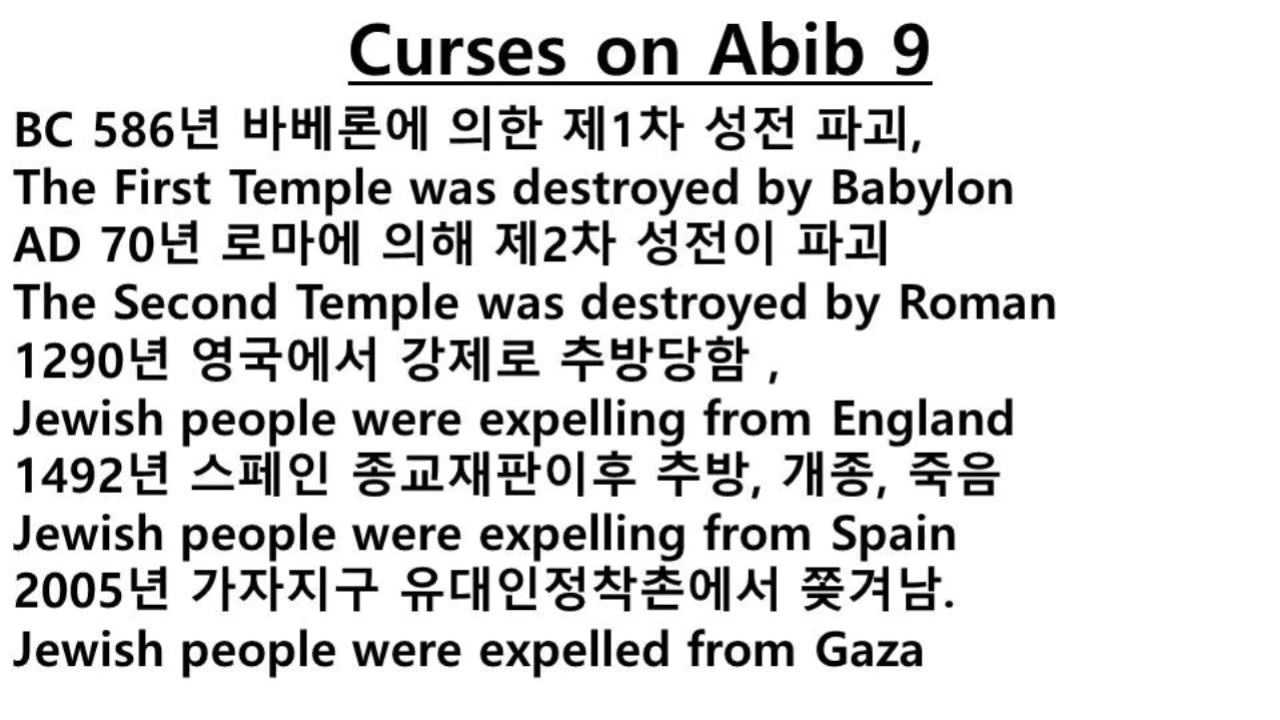 Curses on Abib 9
BC 586년 바베론에 의한 제1차 성전 파괴,
The First Temple was destroyed by Babylon
AD 70년 로마에 의해 제2차 성전이 파괴
The Second Temple was destroyed by Roman
1290년 영국에서 강제로 추방당함 ,
Jewish people were expelling from England
1492년 스페인 종교재판이후 추방, 개종, 죽음
Jewish people were expelling from Spain
2005년 가자지구 유대인정착촌에서 쫒겨남.
Jewish people were expelled from Gaza